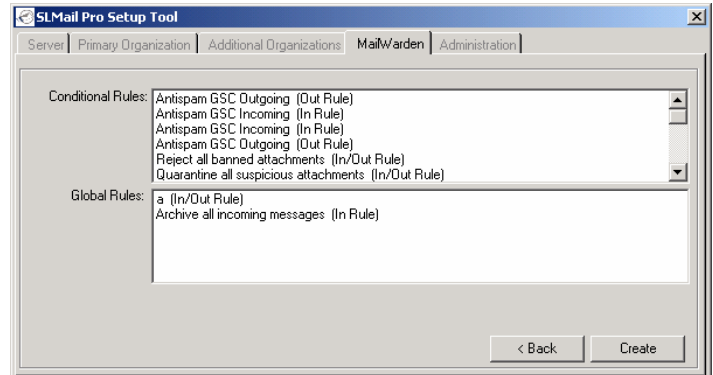 SLMail Pro Setup Tool
Server Primary Organization Additional Organizations MailWarden Administration
Conditional Rules:
Antispam GSC Outgoing (Out Rule)
Antispam GSC Incoming (In Rule)
Antispam GSC Incoming (In Rule)
Antispam GSC Outgoing (Out Rule)
Reject all banned attachments (In/Out Rule)
Quarantine all suspicious attachments (In/Out Rule)
Global Rules:
a (In/Out Rule)
Archive all incoming messages (In Rule)
< Back Create